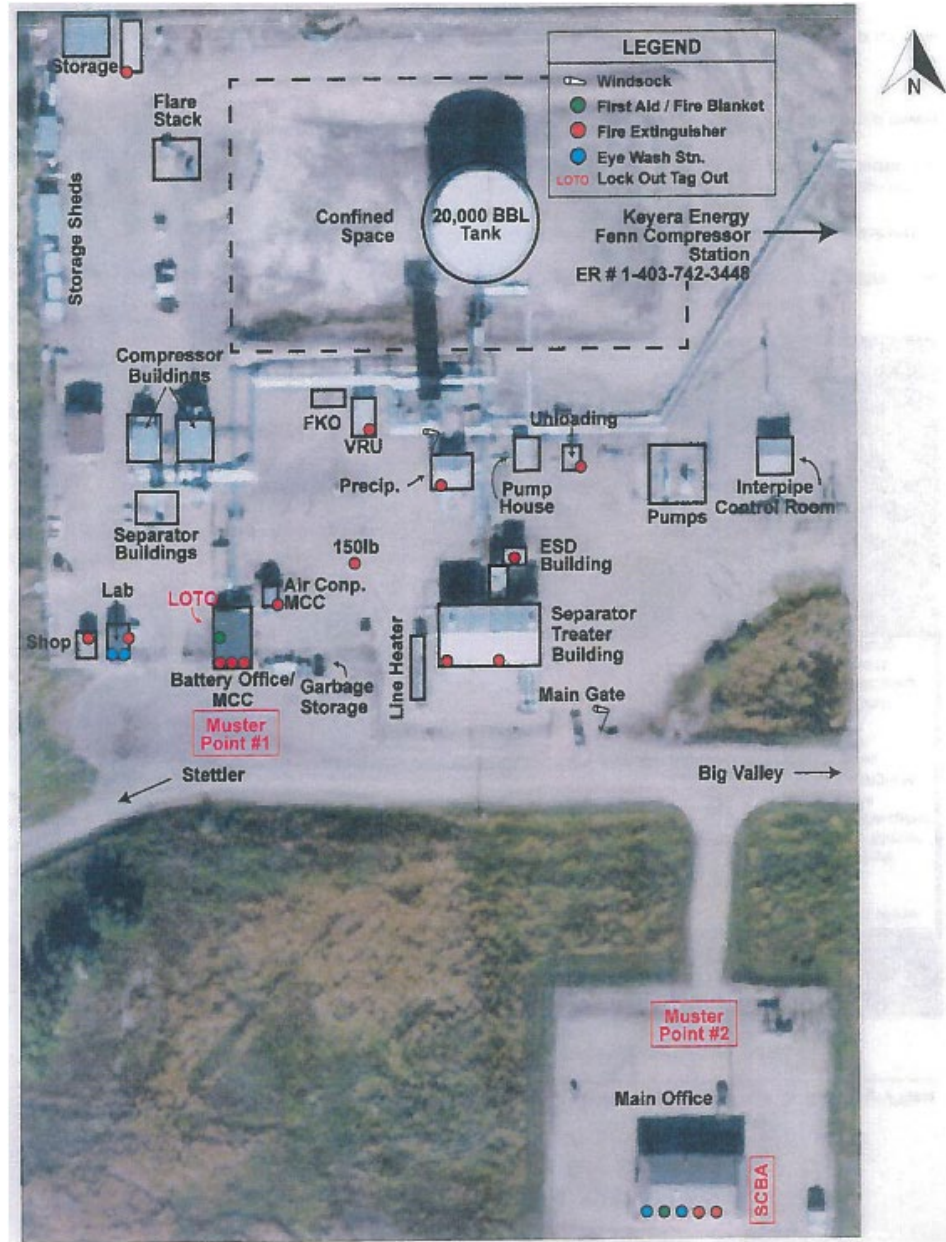 LEGEND
Windsock
First Aid / Fire Blanket
Fire Extinguisher
Eye Wash Stn.
LOTO Lock Out Tag Out
N
Storage
Flare
Stack
Storage Sheds
Confined
Space
20,000 BBL
Tank
Keyera Energy
Fenn Compressor
Station
ER # 1-403-742-3448
Compressor
Buildings
FKO
VRU
Unloading
Precip.
Pump
House
Pumps
Interpipe
Control Room
Separator
Buildings
150lb
ESD
Building
Lab
LOTO
Air Conp.
MCC
Shop
Separator
Treater
Building
Line Heater
Battery Office/
MCC
Garbage
Storage
Main Gate
Muster
Point #1
Stettler
Big Valley
Muster
Point #2
Main Office
SCBA